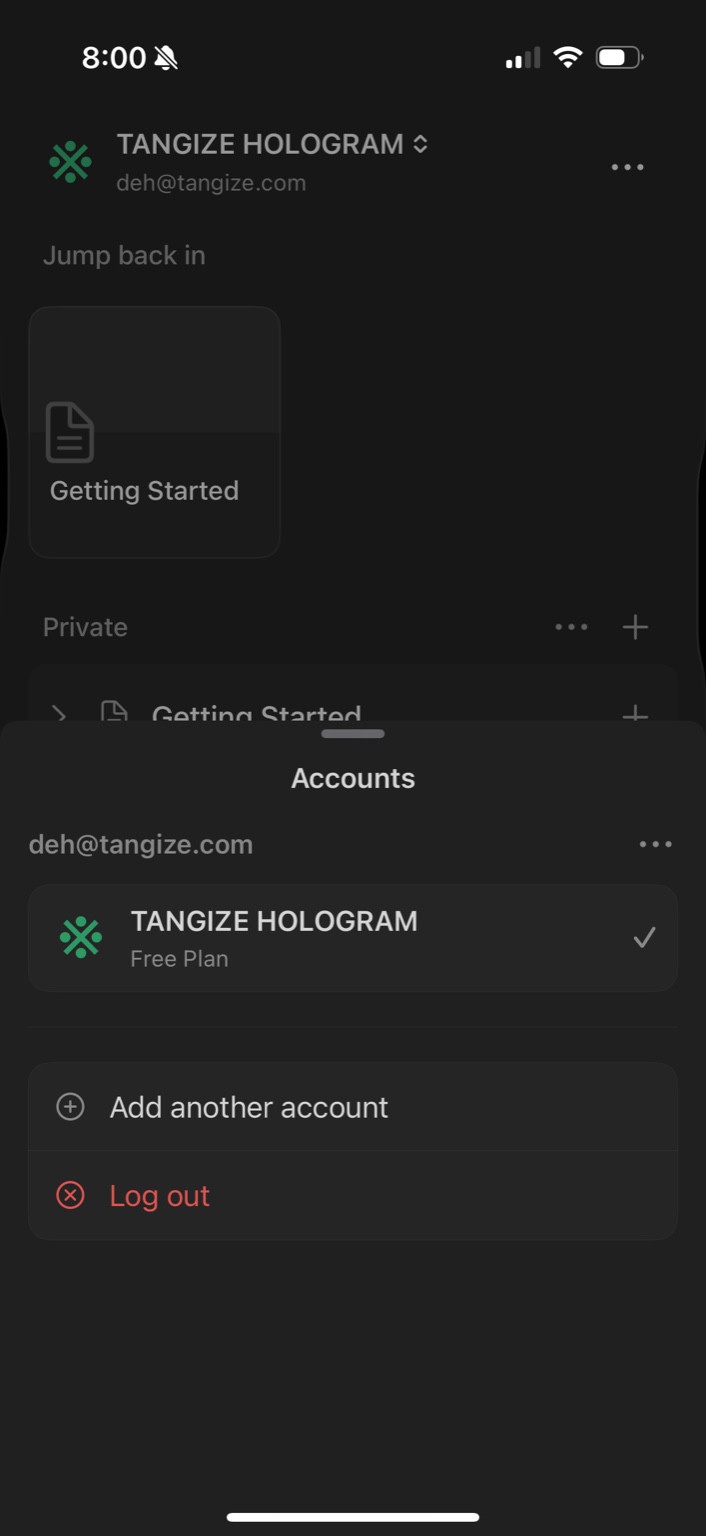 8:00
TANGIZE HOLOGRAM
deh@tangize.com
Jump back in
Getting Started
Private
Getting Started
Accounts
deh@tangize.com
TANGIZE HOLOGRAM
Free Plan
Add another account
Log out